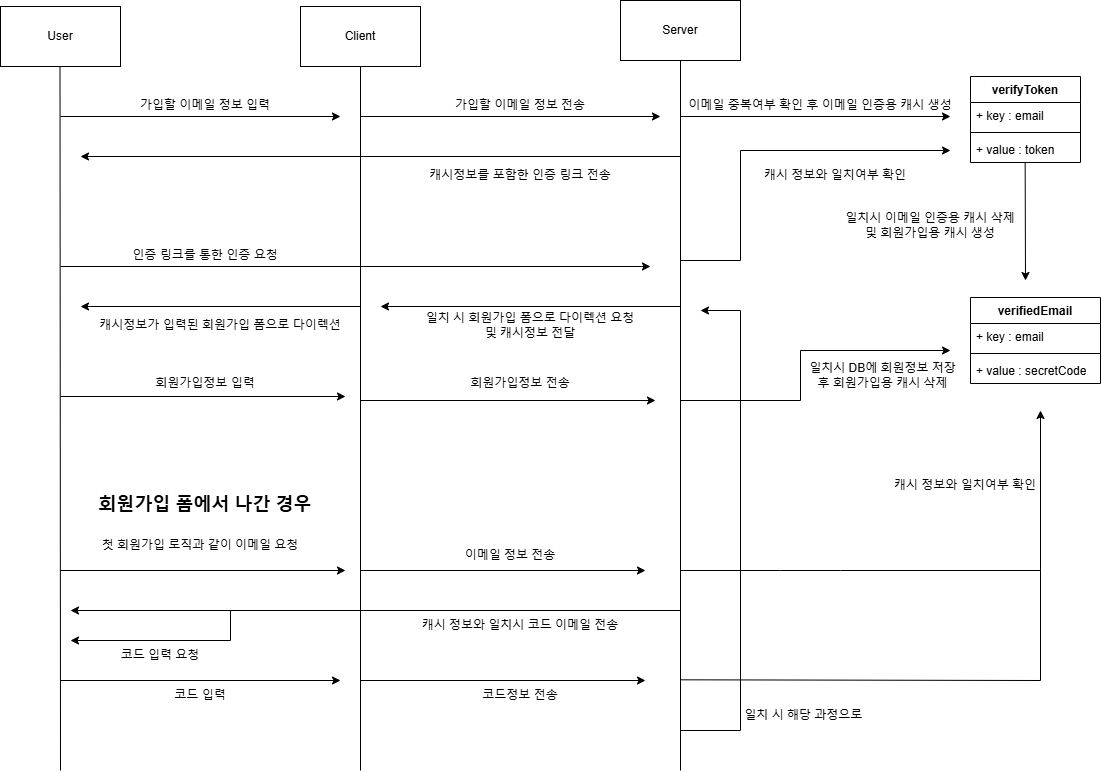 User
Client
Server
가입할 이메일 정보 입력
가입할 이메일 정보 전송
이메일 중복여부 확인 후 이메일 인증용 캐시 생성
verifyToken
+ key : email
+ value : token
캐시정보를 포함한 인증 링크 전송
캐시 정보와 일치여부 확인
일치시 이메일 인증용 캐시 삭제
및 회원가입용 캐시 생성
인증 링크를 통한 인증 요청
캐시정보가 입력된 회원가입 폼으로 다이렉션
일치 시 회원가입 폼으로 다이렉션 요청
및 캐시정보 전달
verifiedEmail
+ key : email
+ value : secretCode
회원가입정보 입력
회원가입정보 전송
일치시 DB에 회원정보 저장
후 회원가입용 캐시 삭제
캐시 정보와 일치여부 확인
회원가입 폼에서 나간 경우
첫 회원가입 로직과 같이 이메일 요청
이메일 정보 전송
캐시 정보와 일치시 코드 이메일 전송
코드 입력 요청
코드 입력
코드정보 전송
일치 시 해당 과정으로